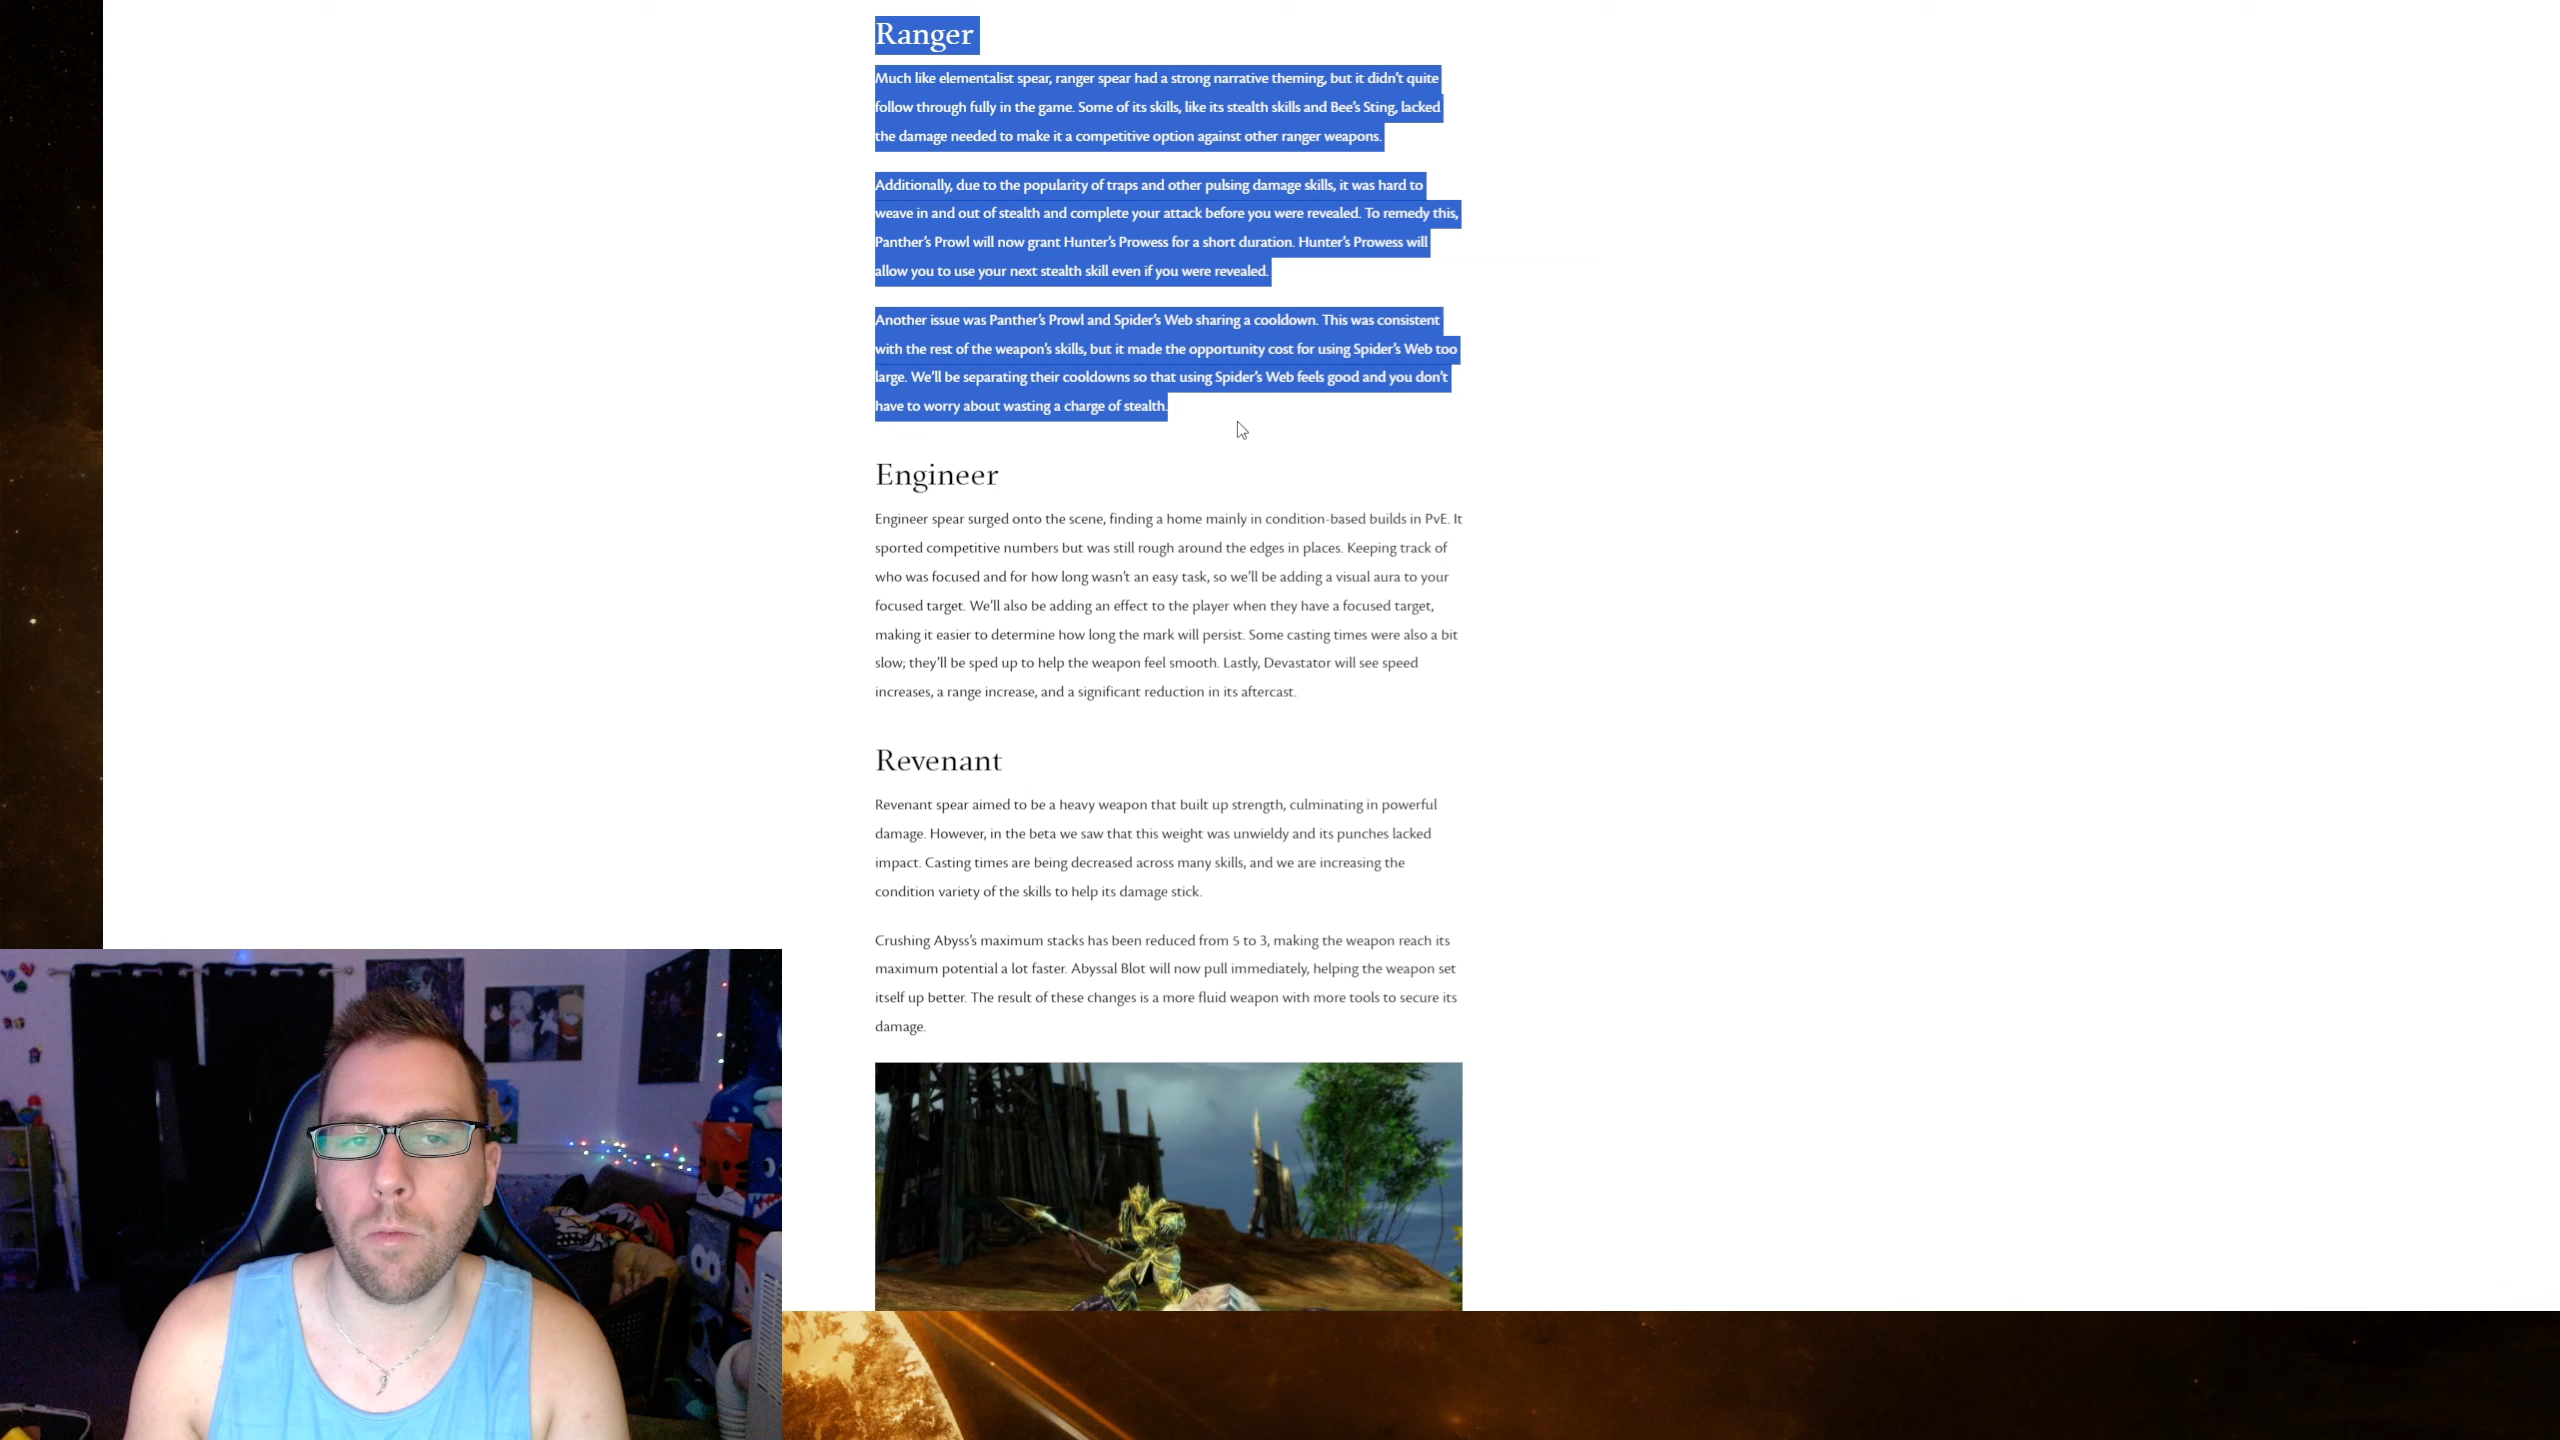 Ranger
Much like elementalist spear, ranger spear had a strong narrative theming, but it didn't quite
follow through fully in the game. Some of its skills, like its stealth skills and Bee's Sting, lacked
the damage needed to make it a competitive option against other ranger weapons.
Additionally, due to the popularity of traps and other pulsing damage skills, it was hard to
weave in and out of stealth and complete your attack before you were revealed. To remedy this,
Panther's Prowl will now grant Hunter's Prowess for a short duration. Hunter's Prowess will
allow you to use your next stealth skill even if you were revealed.
Another issue was Panther's Prowl and Spider's Web sharing a cooldown. This was consistent
with the rest of the weapon's skills, but it made the opportunity cost for using Spider's Web too
large. We'll be separating their cooldowns so that using Spider's Web feels good and you don't
have to worry about wasting a charge of stealth.
Engineer
Engineer spear surged onto the scene, finding a home mainly in condition-based builds in PvE. It
sported competitive numbers but was still rough around the edges in places. Keeping track of
who was focused and for how long wasn't an easy task, so we'll be adding a visual aura to your
focused target. We'll also be adding an effect to the player when they have a focused target,
making it easier to determine how long the mark will persist. Some casting times were also a bit
slow; they'll be sped up to help the weapon feel smooth. Lastly, Devastator will see speed
increases, a range increase, and a significant reduction in its aftercast.
Revenant
Revenant spear aimed to be a heavy weapon that built up strength, culminating in powerful
damage. However, in the beta we saw that this weight was unwieldy and its punches lacked
impact. Casting times are being decreased across many skills, and we are increasing the
condition variety of the skills to help its damage stick.
Crushing Abyss's maximum stacks has been reduced from 5 to 3, making the weapon reach its
maximum potential a lot faster. Abyssal Blot will now pull immediately, helping the weapon set
itself up better. The result of these changes is a more fluid weapon with more tools to secure its
damage.